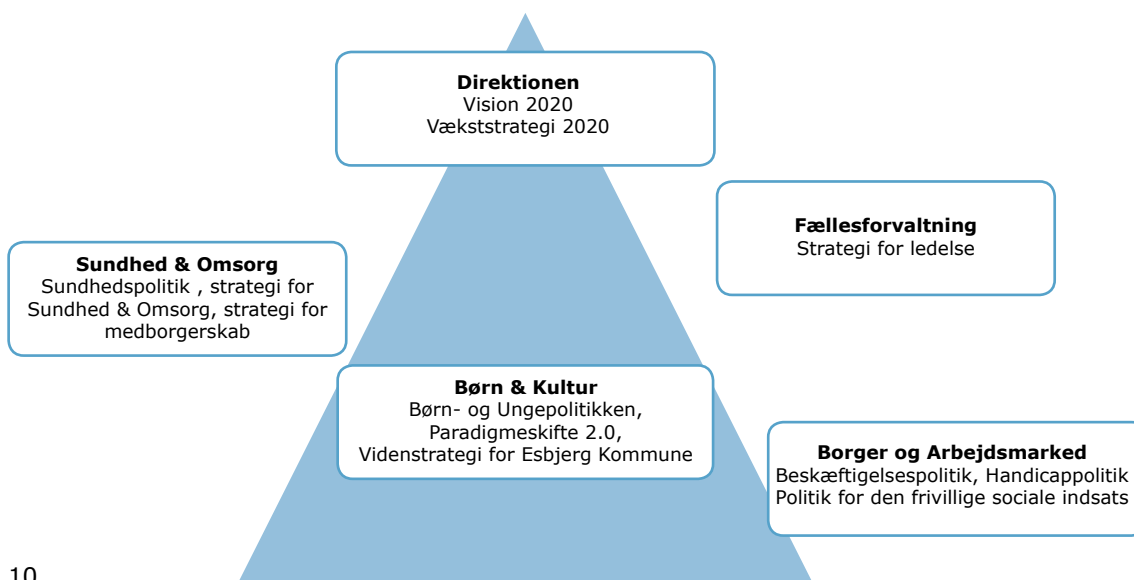 Direktionen
Vision 2020
Vækststrategi 2020
Fællesforvaltning
Strategi for ledelse
Sundhed & Omsorg
Sundhedspolitik , strategi for
Sundhed & Omsorg, strategi for
medborgerskab
Børn & Kultur
Børn- og Ungepolitikken,
Paradigmeskifte 2.0,
Videnstrategi for Esbjerg Kommune
Borger og Arbejdsmarked
Beskæftigelsespolitik, Handicappolitik
Politik for den frivillige sociale indsats
10